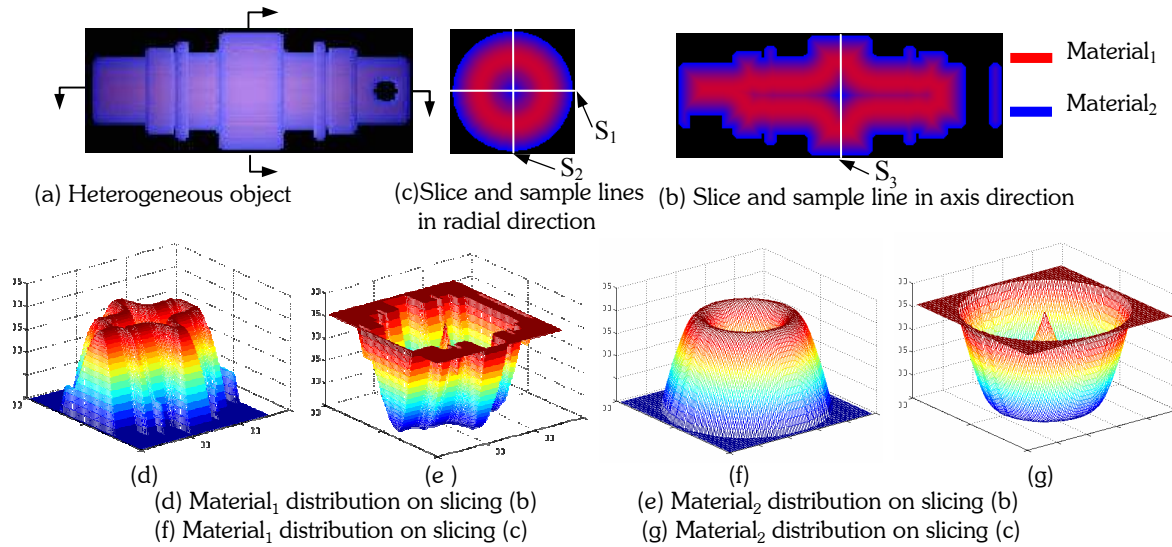 Material1
Material2
S1
S2
S3
(a) Heterogeneous object
(c)Slice and sample lines
in radial direction
(b) Slice and sample line in axis direction
(d)
(e )
(f)
(g)
(d) Material1 distribution on slicing (b)
(e) Material2 distribution on slicing (b)
(f) Material1 distribution on slicing (c)
(g) Material2 distribution on slicing (c)